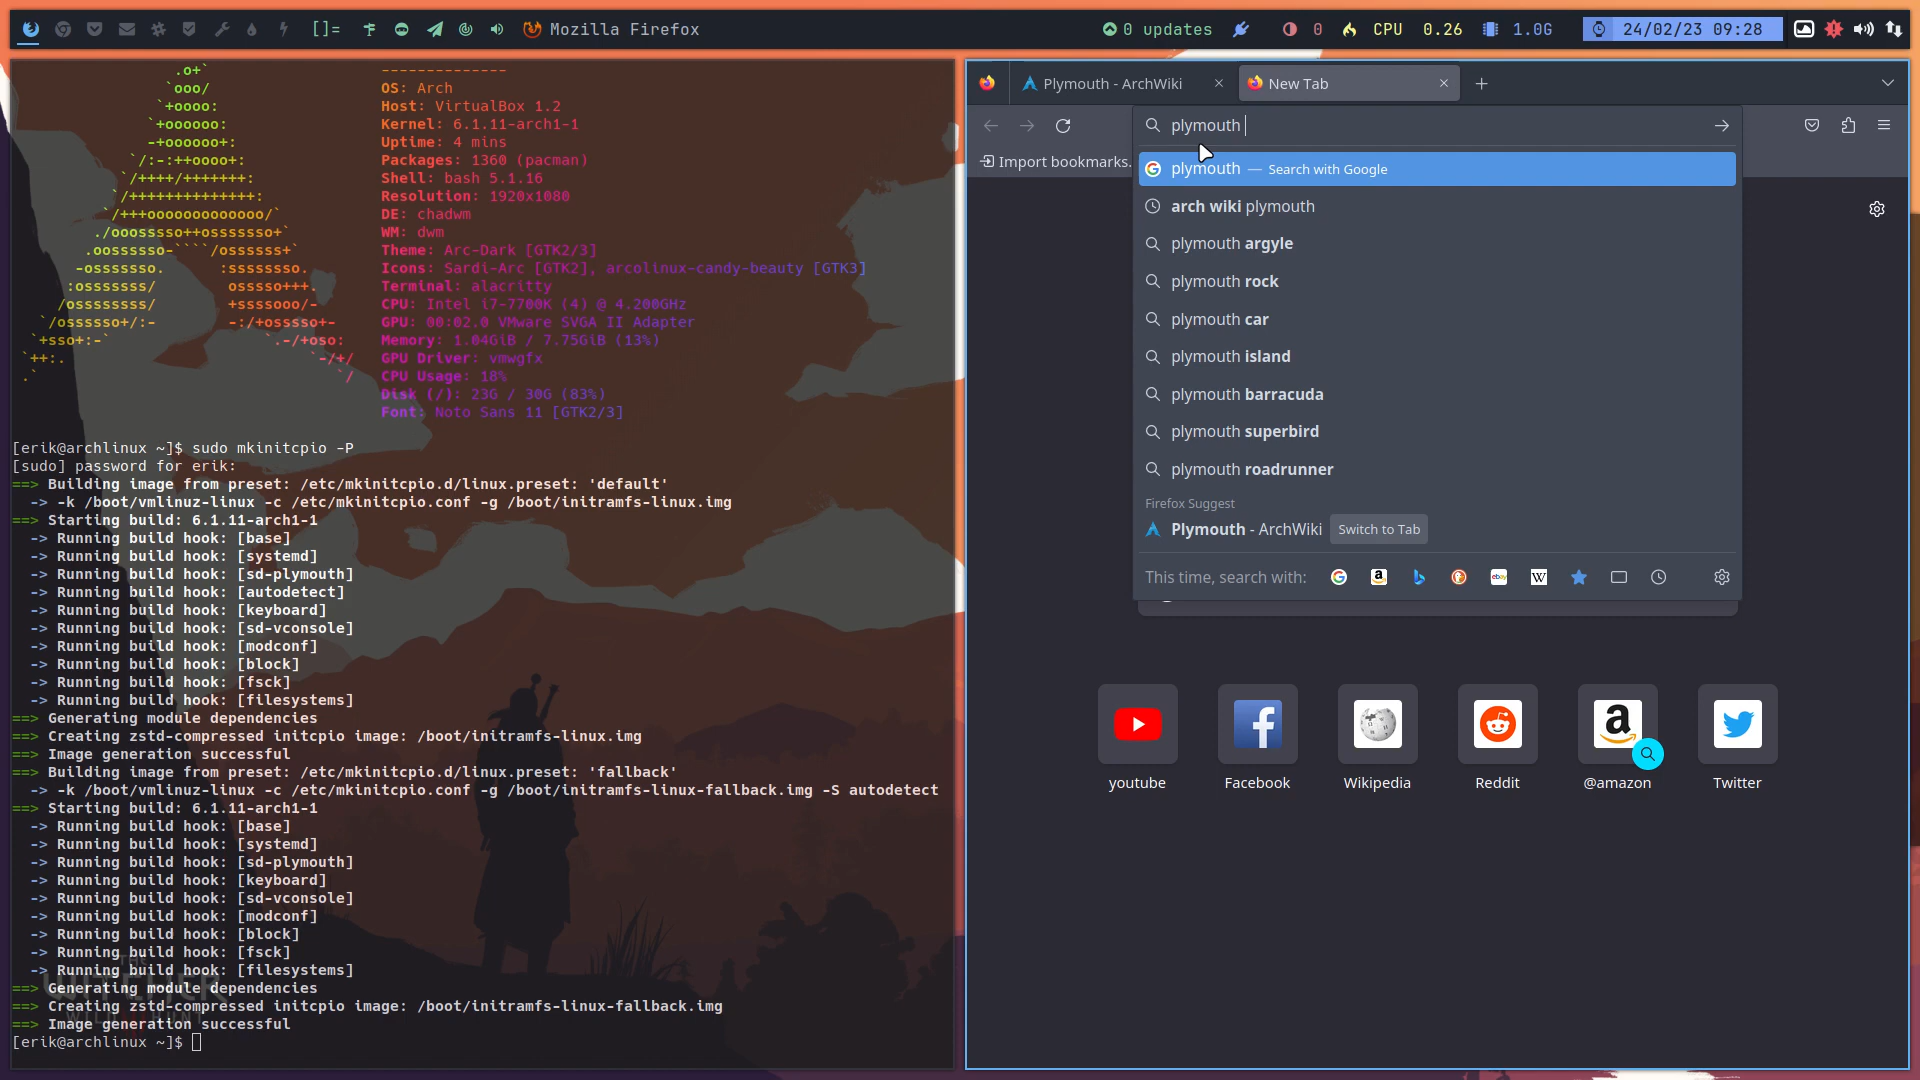 []=
Mozilla Firefox
0 updates
0
CPU 0.26
1.0G
24/02/23 09:28
.o+`
`ooo/
`+oooo:
`+oooooo:
-+oooooo+:
`/:-:++oooo+:
`/++++/+++++++:
`/++++++++++++++:
`/+++ooooooooooooo/`
./ooosssso++osssssso+`
.oossssso-````/ossssss+`
-osssssso. :ssssssso.
:osssssss/ osssso+++.
/ossssssss/ +ssssooo/-
`/ossssso+/:- -:/+osssso+-
`+sso+:-` `.-/+oso:
`++:. `-/+/
.` `/
--------------
OS: Arch
Host: VirtualBox 1.2
Kernel: 6.1.11-arch1-1
Uptime: 4 mins
Packages: 1360 (pacman)
Shell: bash 5.1.16
Resolution: 1920x1080
DE: chadwm
WM: dwm
Theme: Arc-Dark [GTK2/3]
Icons: Sardi-Arc [GTK2], arcolinux-candy-beauty [GTK3]
Terminal: alacritty
CPU: Intel i7-7700K (4) @ 4.200GHz
GPU: 00:02.0 VMware SVGA II Adapter
Memory: 1.04GiB / 7.75GiB (13%)
GPU Driver: vmwgfx
CPU Usage: 18%
Disk (/): 23G / 30G (83%)
Font: Noto Sans 11 [GTK2/3]
[erik@archlinux ~]$ sudo mkinitcpio -P
[sudo] password for erik:
==> Building image from preset: /etc/mkinitcpio.d/linux.preset: 'default'
-> -k /boot/vmlinuz-linux -c /etc/mkinitcpio.conf -g /boot/initramfs-linux.img
==> Starting build: 6.1.11-arch1-1
-> Running build hook: [base]
-> Running build hook: [systemd]
-> Running build hook: [sd-plymouth]
-> Running build hook: [autodetect]
-> Running build hook: [keyboard]
-> Running build hook: [sd-vconsole]
-> Running build hook: [modconf]
-> Running build hook: [block]
-> Running build hook: [fsck]
-> Running build hook: [filesystems]
==> Generating module dependencies
==> Creating zstd-compressed initcpio image: /boot/initramfs-linux.img
==> Image generation successful
==> Building image from preset: /etc/mkinitcpio.d/linux.preset: 'fallback'
-> -k /boot/vmlinuz-linux -c /etc/mkinitcpio.conf -g /boot/initramfs-linux-fallback.img -S autodetect
==> Starting build: 6.1.11-arch1-1
-> Running build hook: [base]
-> Running build hook: [systemd]
-> Running build hook: [sd-plymouth]
-> Running build hook: [keyboard]
-> Running build hook: [sd-vconsole]
-> Running build hook: [modconf]
-> Running build hook: [block]
-> Running build hook: [fsck]
-> Running build hook: [filesystems]
==> Generating module dependencies
==> Creating zstd-compressed initcpio image: /boot/initramfs-linux-fallback.img
==> Image generation successful
[erik@archlinux ~]$
THE
WITCHER
WILD HUNT
Plymouth - ArchWiki
New Tab
plymouth
Import bookmarks.
plymouth — Search with Google
arch wiki plymouth
plymouth argyle
plymouth rock
plymouth car
plymouth island
plymouth barracuda
plymouth superbird
plymouth roadrunner
Firefox Suggest
Plymouth - ArchWiki Switch to Tab
This time, search with:
ebay
W
youtube
Facebook
Wikipedia
Reddit
@amazon
Twitter